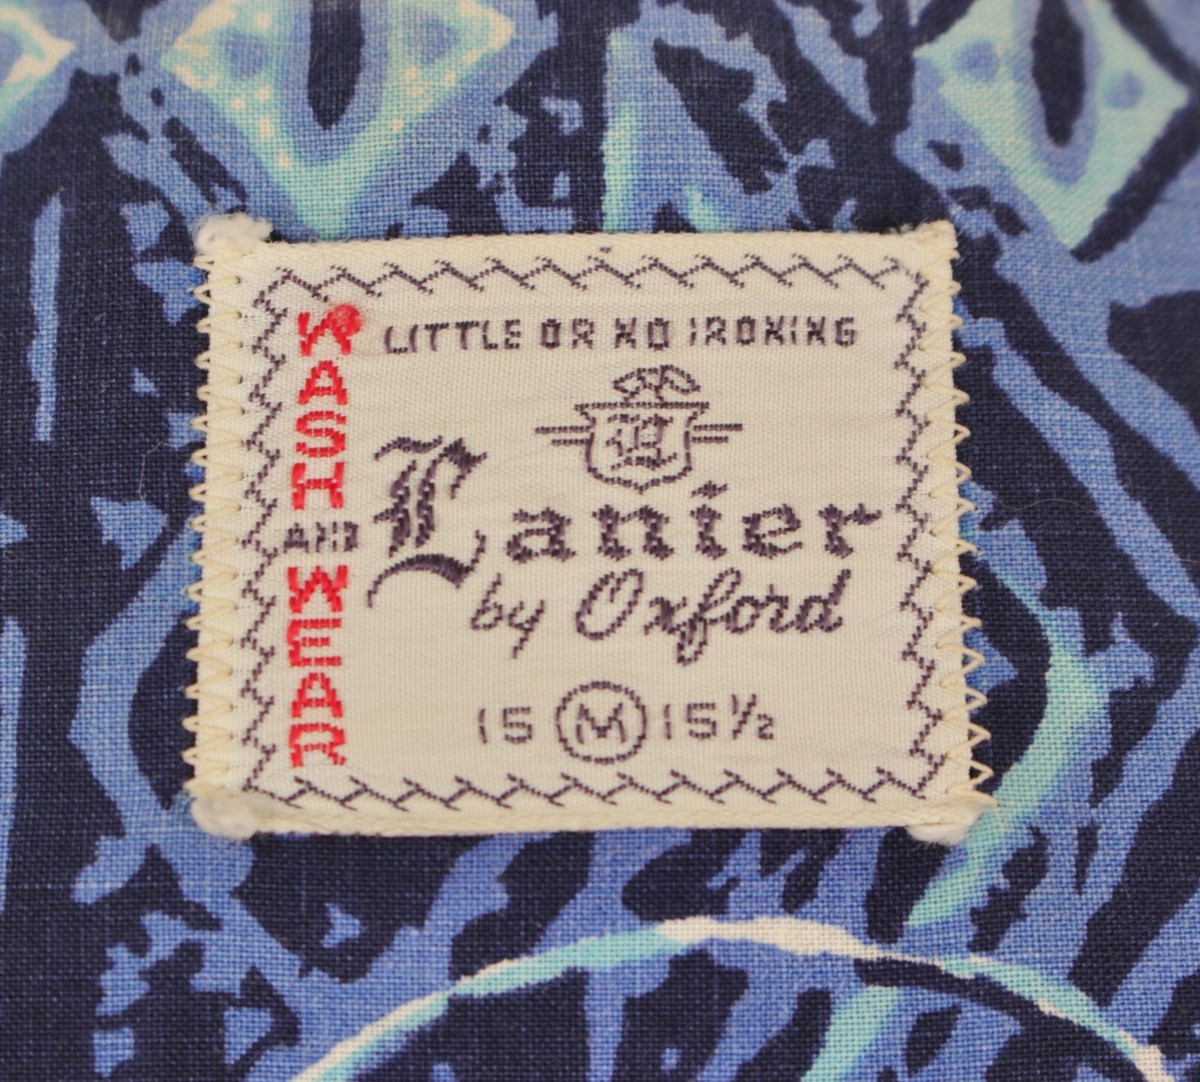 LITTLE OR NO IRONING
WASH
AND
WEAR
Lanier
by Oxford
15 M 15½